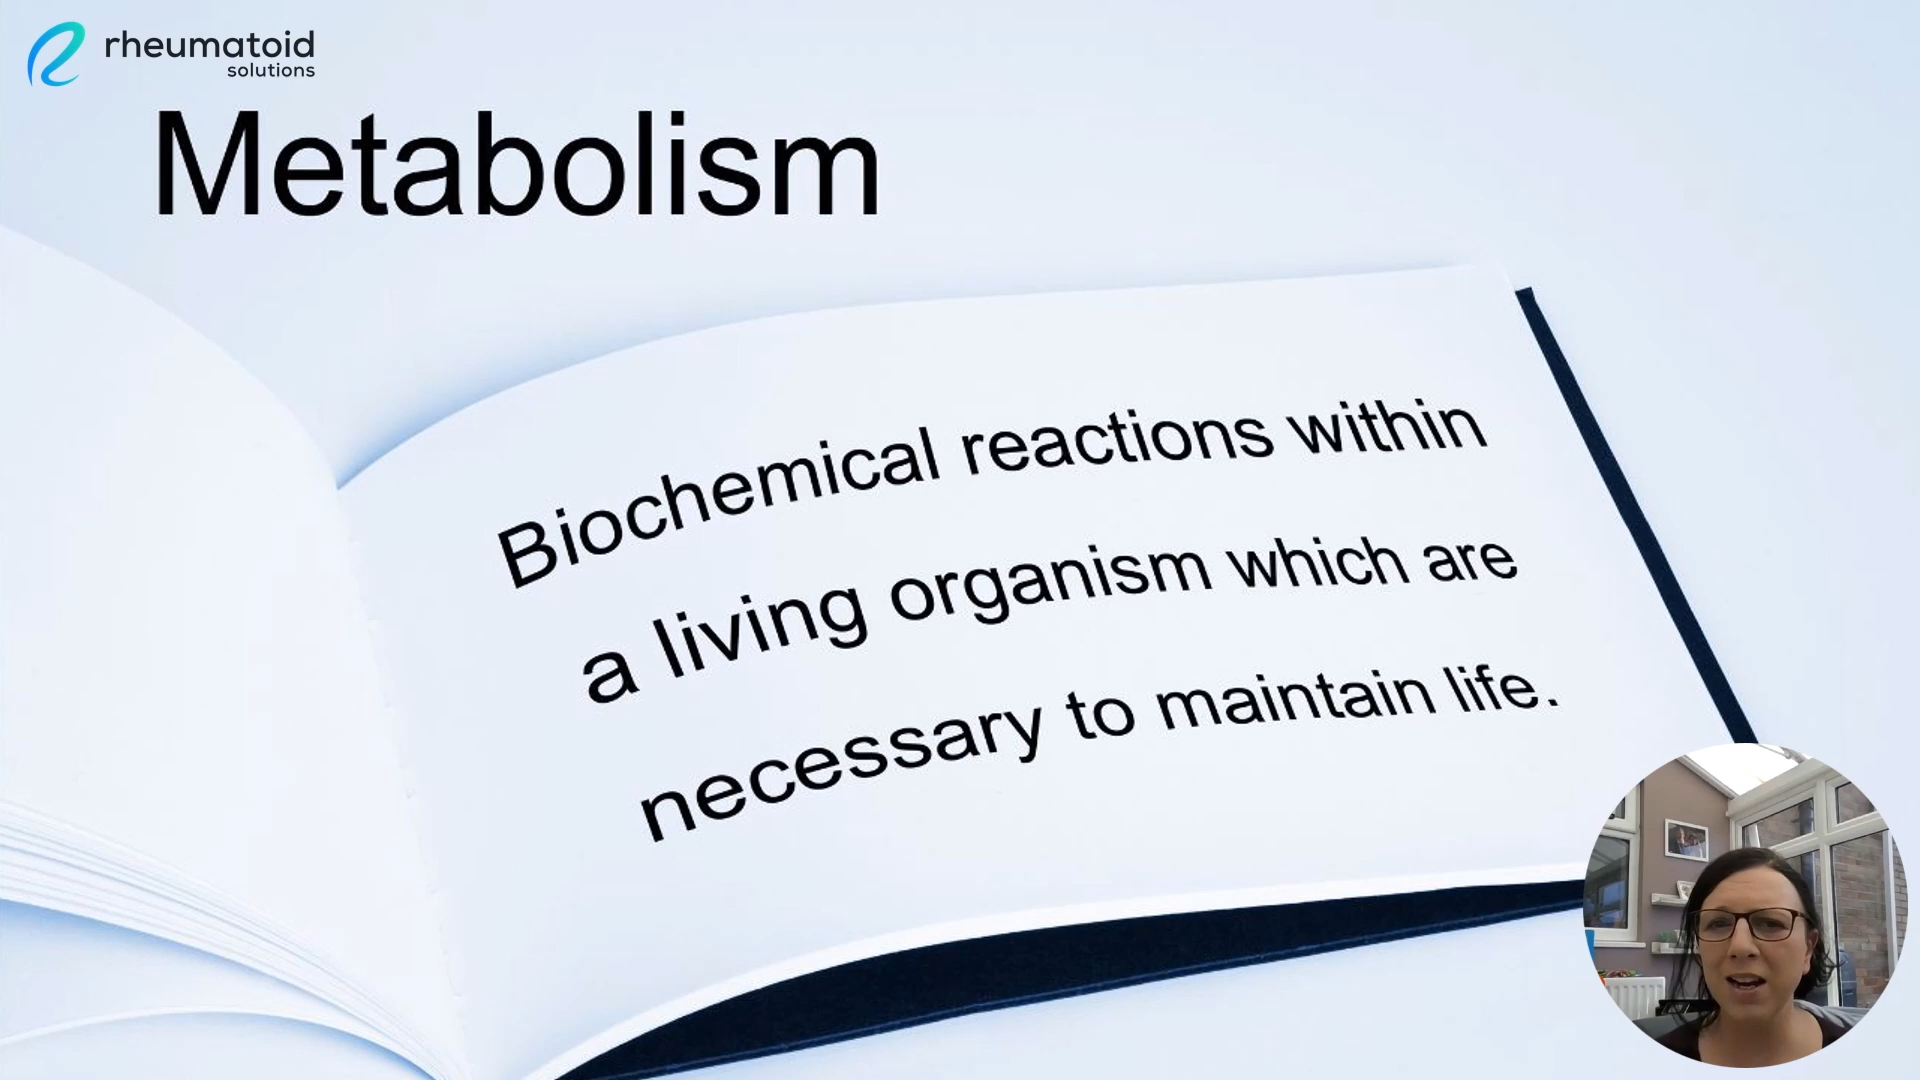 rheumatoid
solutions
Metabolism
Biochemical reactions within
a living organism which are
necessary to maintain life.